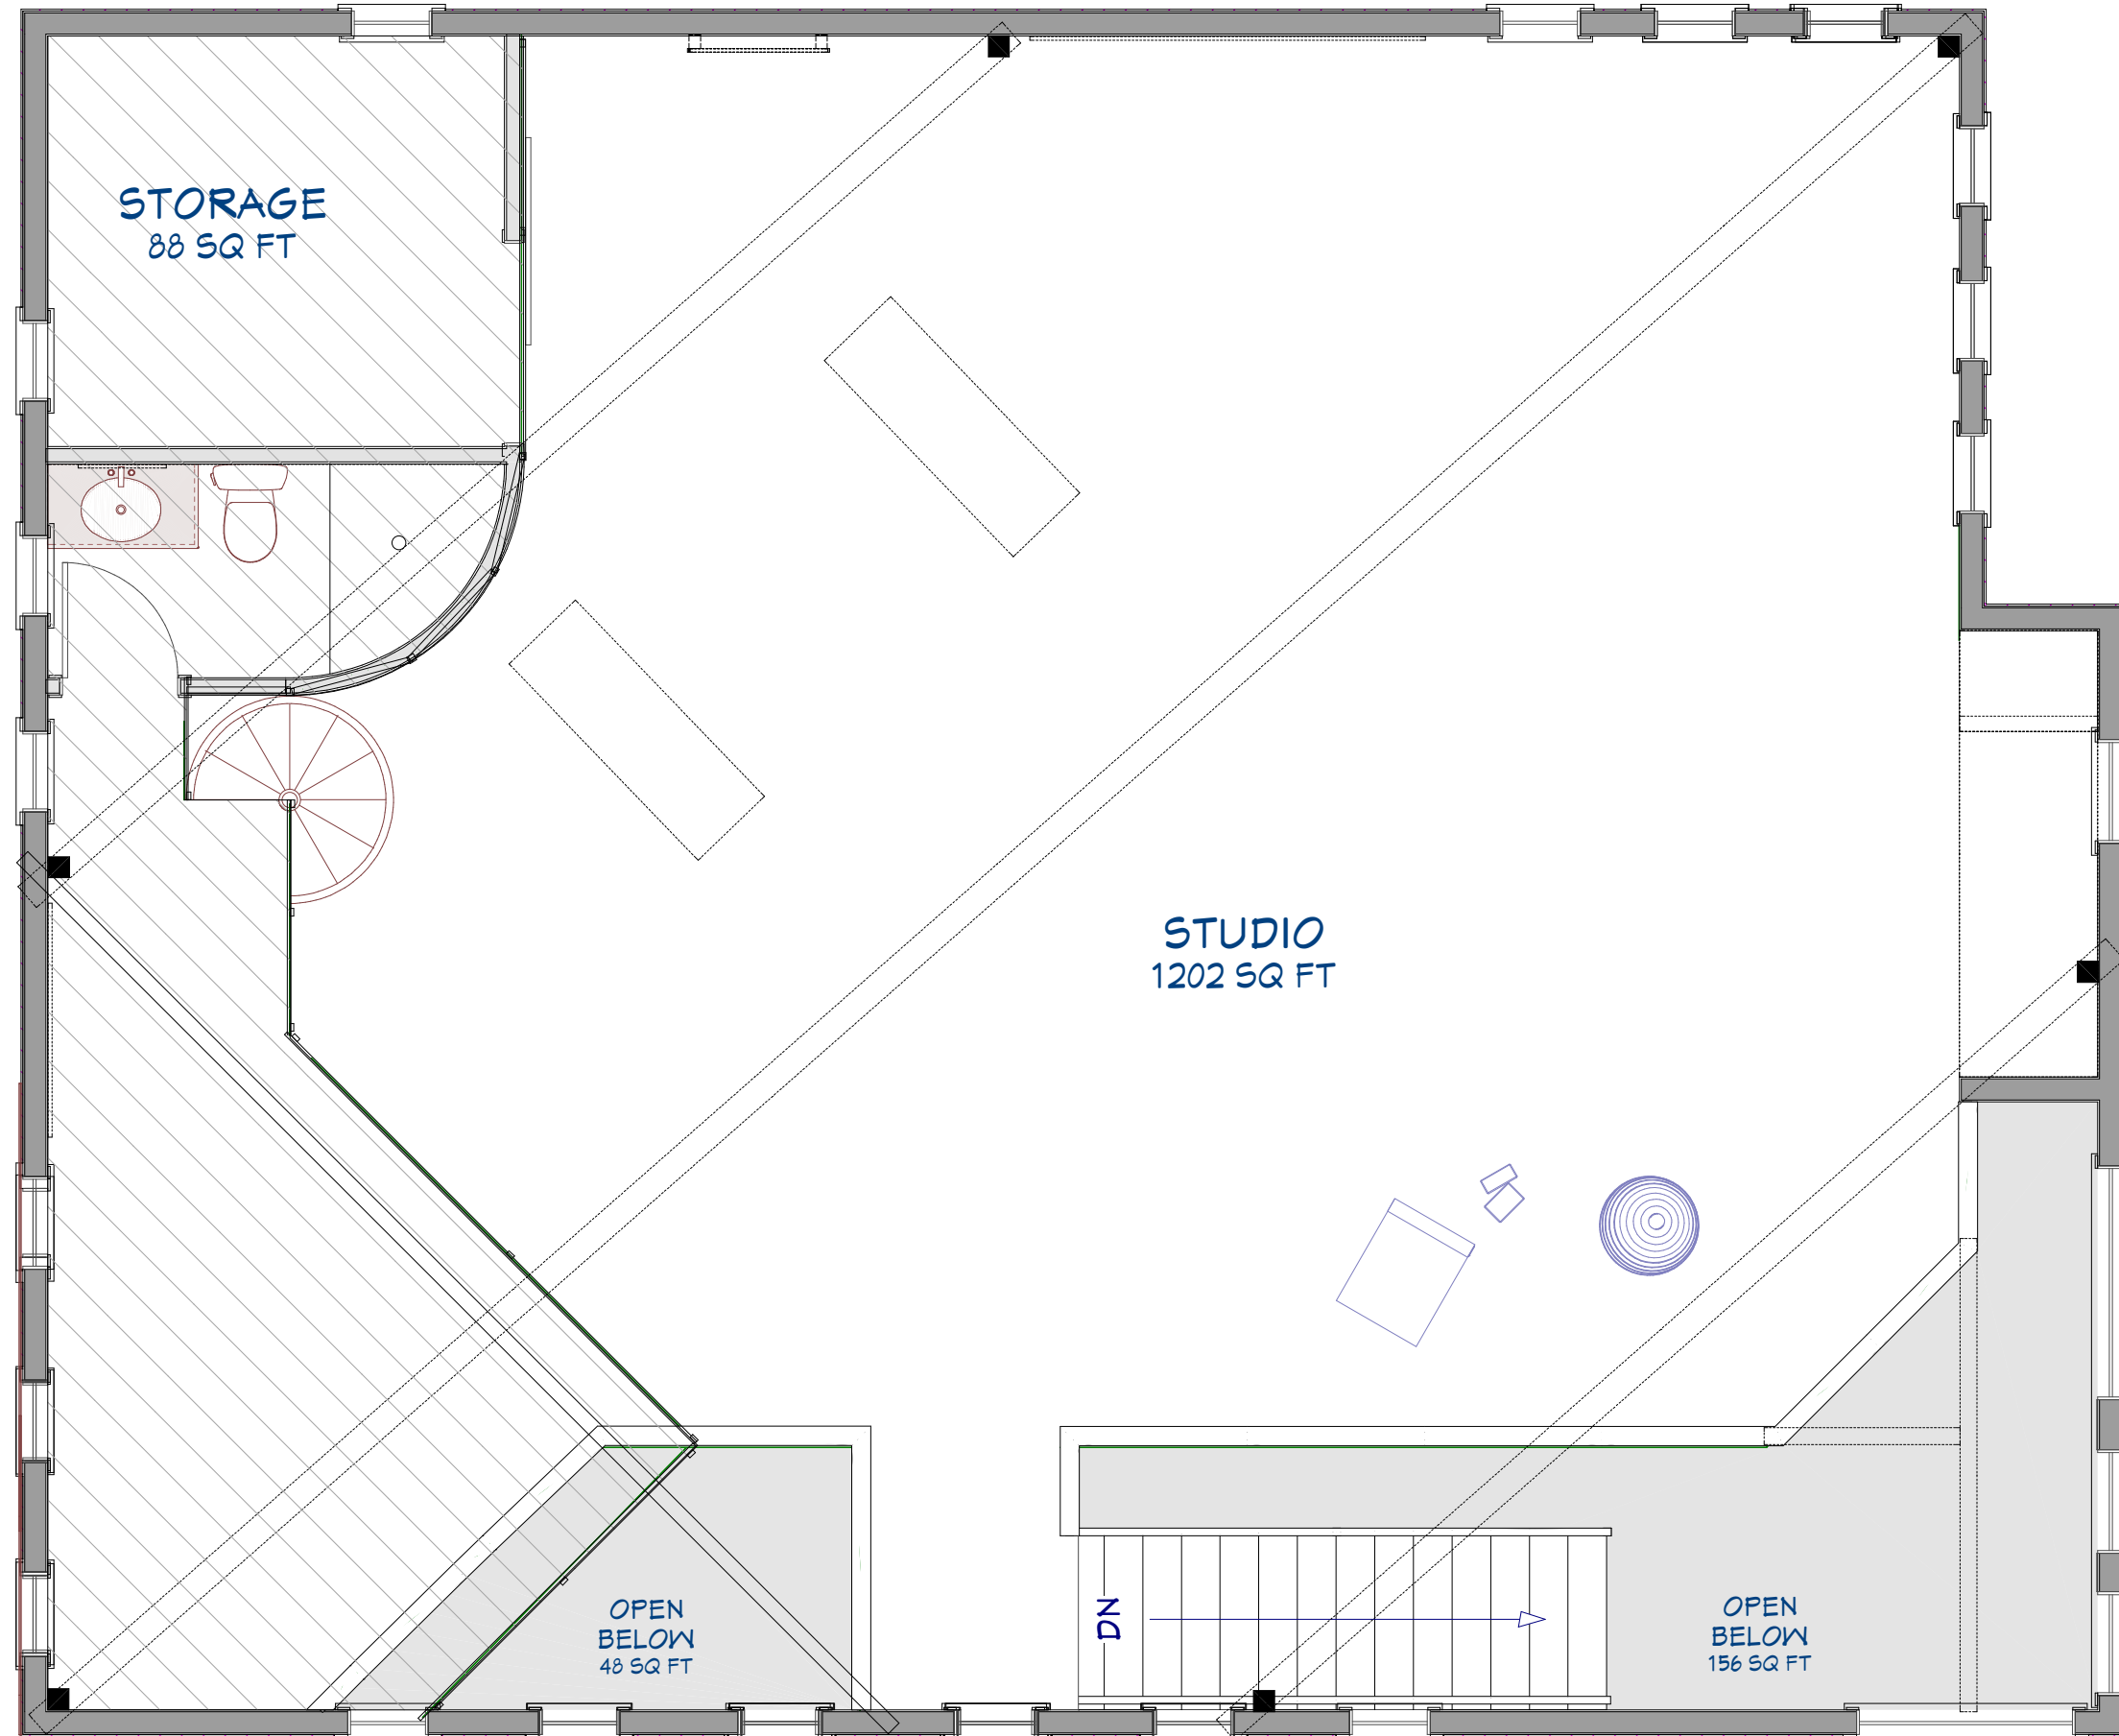 STORAGE
88 SQ FT
STUDIO
1202 SQ FT
OPEN
BELOW
48 SQ FT
DN
OPEN
BELOW
156 SQ FT